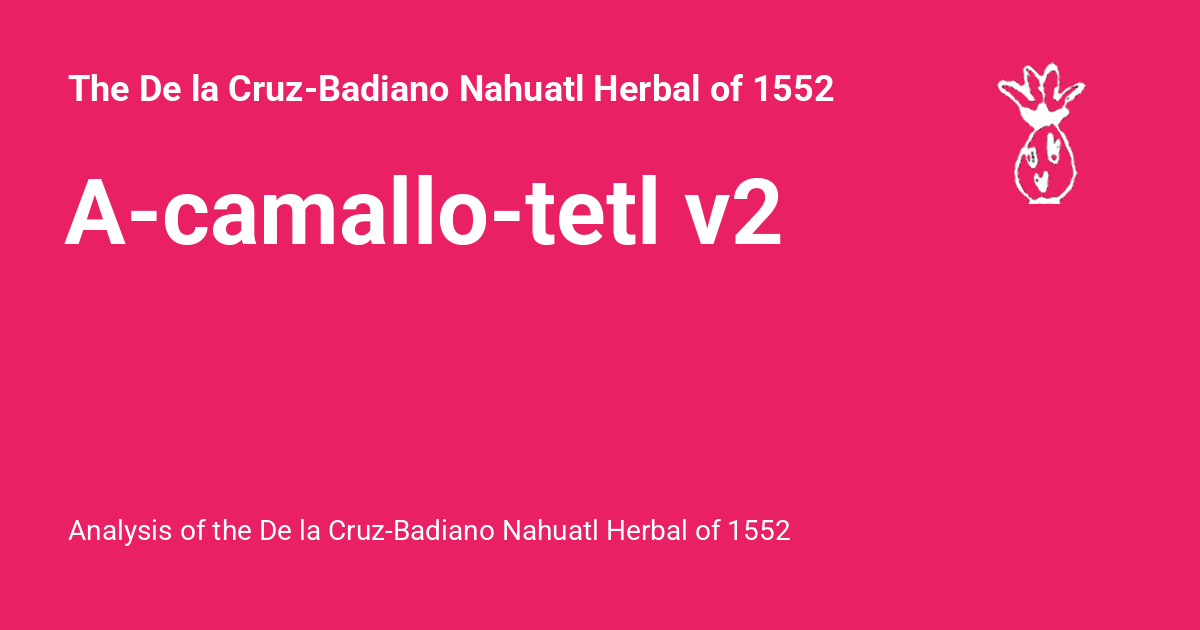 The De la Cruz-Badiano Nahuatl Herbal of 1552
A-camallo-tetl v2
Analysis of the De la Cruz-Badiano Nahuatl Herbal of 1552